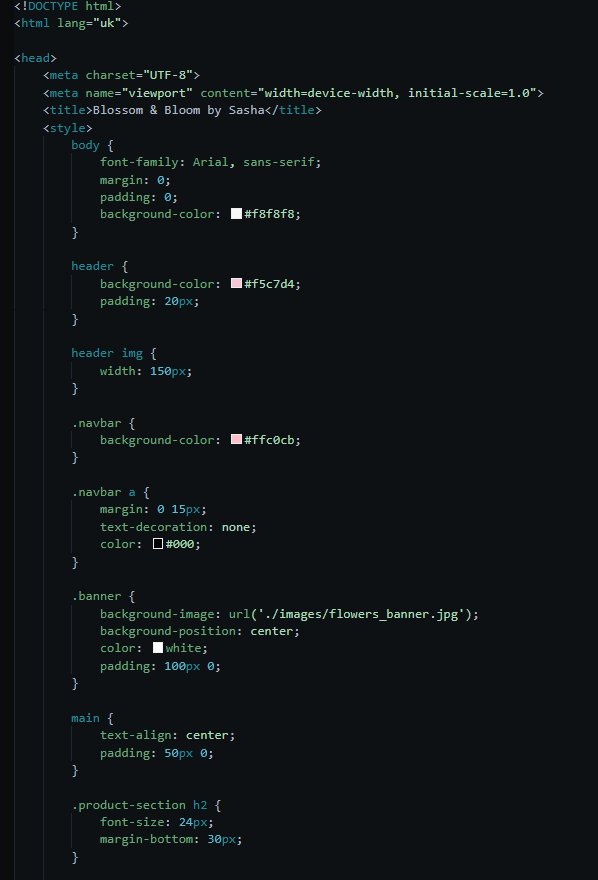 <!DOCTYPE html>
<html lang="uk">
<head>
<meta charset="UTF-8">
<meta name="viewport" content="width=device-width, initial-scale=1.0">
<title>Blossom & Bloom by Sasha</title>
<style>
body {
font-family: Arial, sans-serif;
margin: 0;
padding: 0;
background-color: #f8f8f8;
}
header {
background-color: #f5c7d4;
padding: 20px;
}
header img {
width: 150px;
}
.navbar {
background-color: #ffc0cb;
}
.navbar a {
margin: 0 15px;
text-decoration: none;
color: #000;
}
.banner {
background-image: url('./images/flowers_banner.jpg');
background-position: center;
color: white;
padding: 100px 0;
}
main {
text-align: center;
padding: 50px 0;
}
.product-section h2 {
font-size: 24px;
margin-bottom: 30px;
}